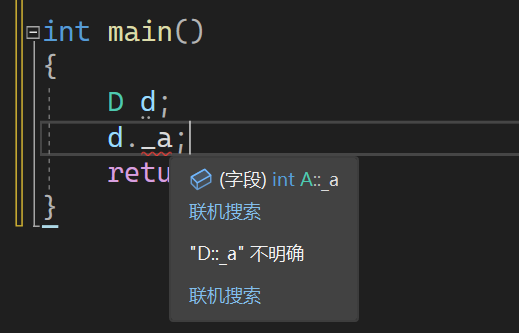 int main()
{
D d;
d._a;
retu
}
(字段) int A::_a
联机搜索
"D::_a" 不明确
联机搜索